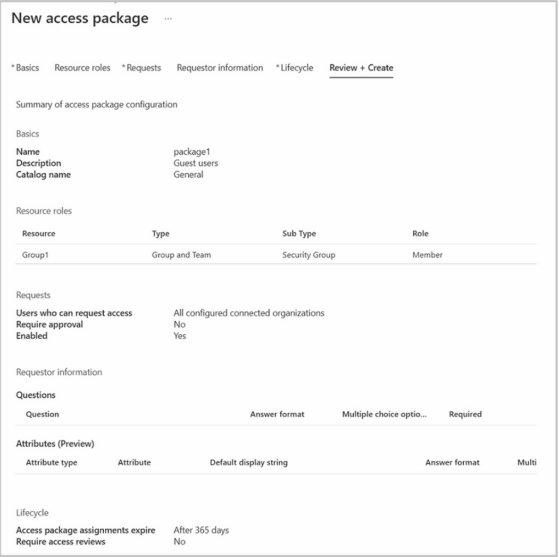 New access package ...
* Basics Resource roles * Requests Requestor information * Lifecycle Review + Create
Summary of access package configuration
Basics
Name package1
Description Guest users
Catalog name General
Resource roles
Resource Type Sub Type Role
Group1 Group and Team Security Group Member
Requests
Users who can request access All configured connected organizations
Require approval No
Enabled Yes
Requestor information
Questions
Question Answer format Multiple choice optio... Required
Attributes (Preview)
Attribute type Attribute Default display string Answer format Multi
Lifecycle
Access package assignments expire After 365 days
Require access reviews No